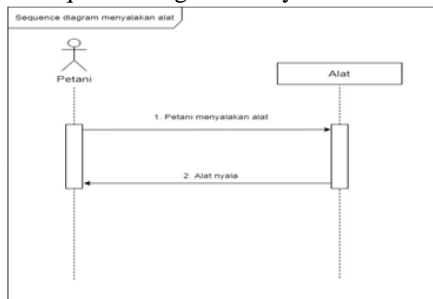 Sequence diagram menyalakan alat
Petani
Alat
1. Petani menyalakan alat
2. Alat nyala